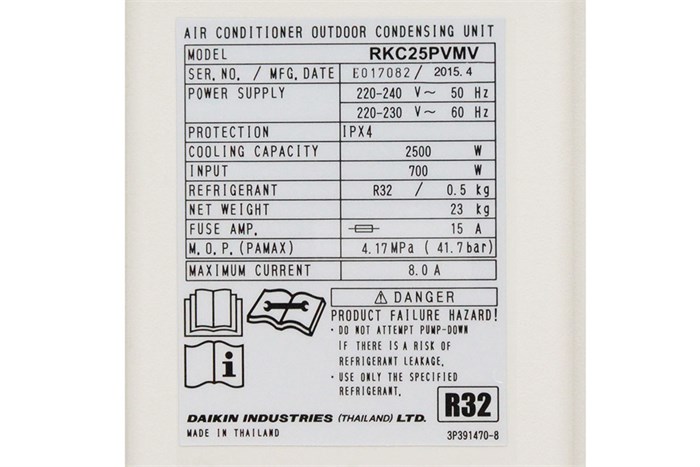 AIR CONDITIONER OUTDOOR CONDENSING UNIT
MODEL RKC25PVMV
SER. NO. / MFG. DATE E017082 / 2015.4
POWER SUPPLY 220-240 V~ 50 Hz
220-230 V~ 60 Hz
PROTECTION IPX4
COOLING CAPACITY 2500 W
INPUT 700 W
REFRIGERANT R32 / 0.5 kg
NET WEIGHT 23 kg
FUSE AMP. 15 A
M.O.P.(PAMAX) 4.17MPa (41.7bar)
MAXIMUM CURRENT 8.0 A
DANGER
PRODUCT FAILURE HAZARD!
· DO NOT ATTEMPT PUMP-DOWN
IF THERE IS A RISK OF
REFRIGERANT LEAKAGE.
· USE ONLY THE SPECIFIED
REFRIGERANT.
DAIKIN INDUSTRIES (THAILAND) LTD.
MADE IN THAILAND
R32
3P391470-8